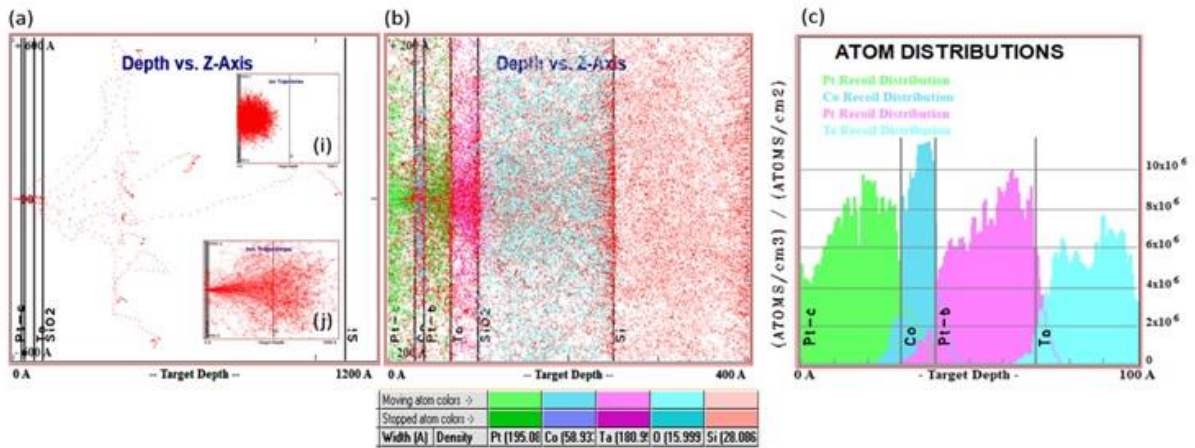 (a)
+ 600 A
Depth vs. Z-Axis
(i)
(j)
Pt-c
Ta
SiO2
Si
- 600 A
0 A
-- Target Depth --
1200 A
(b)
+ 200 A
Depth vs. Z-Axis
Pt-c
Co
Pt-b
Ta
SiO2
Si
- 200 A
0 A
-- Target Depth --
400 A
Moving atom colors ->
Stopped atom colors ->
Width (A)
Density
Pt (195.08
Co (58.93
Ta (180.9
O (15.999
Si (28.086
(c)
ATOM DISTRIBUTIONS
Pt Recoil Distribution
Co Recoil Distribution
Pt Recoil Distribution
Ta Recoil Distribution
(ATOMS/cm3) / (ATOMS/cm2)
10x10^6
8x10^6
6x10^6
4x10^6
2x10^6
0
Pt-c
Co
Pt-b
Ta
0 A
- Target Depth --
100 A